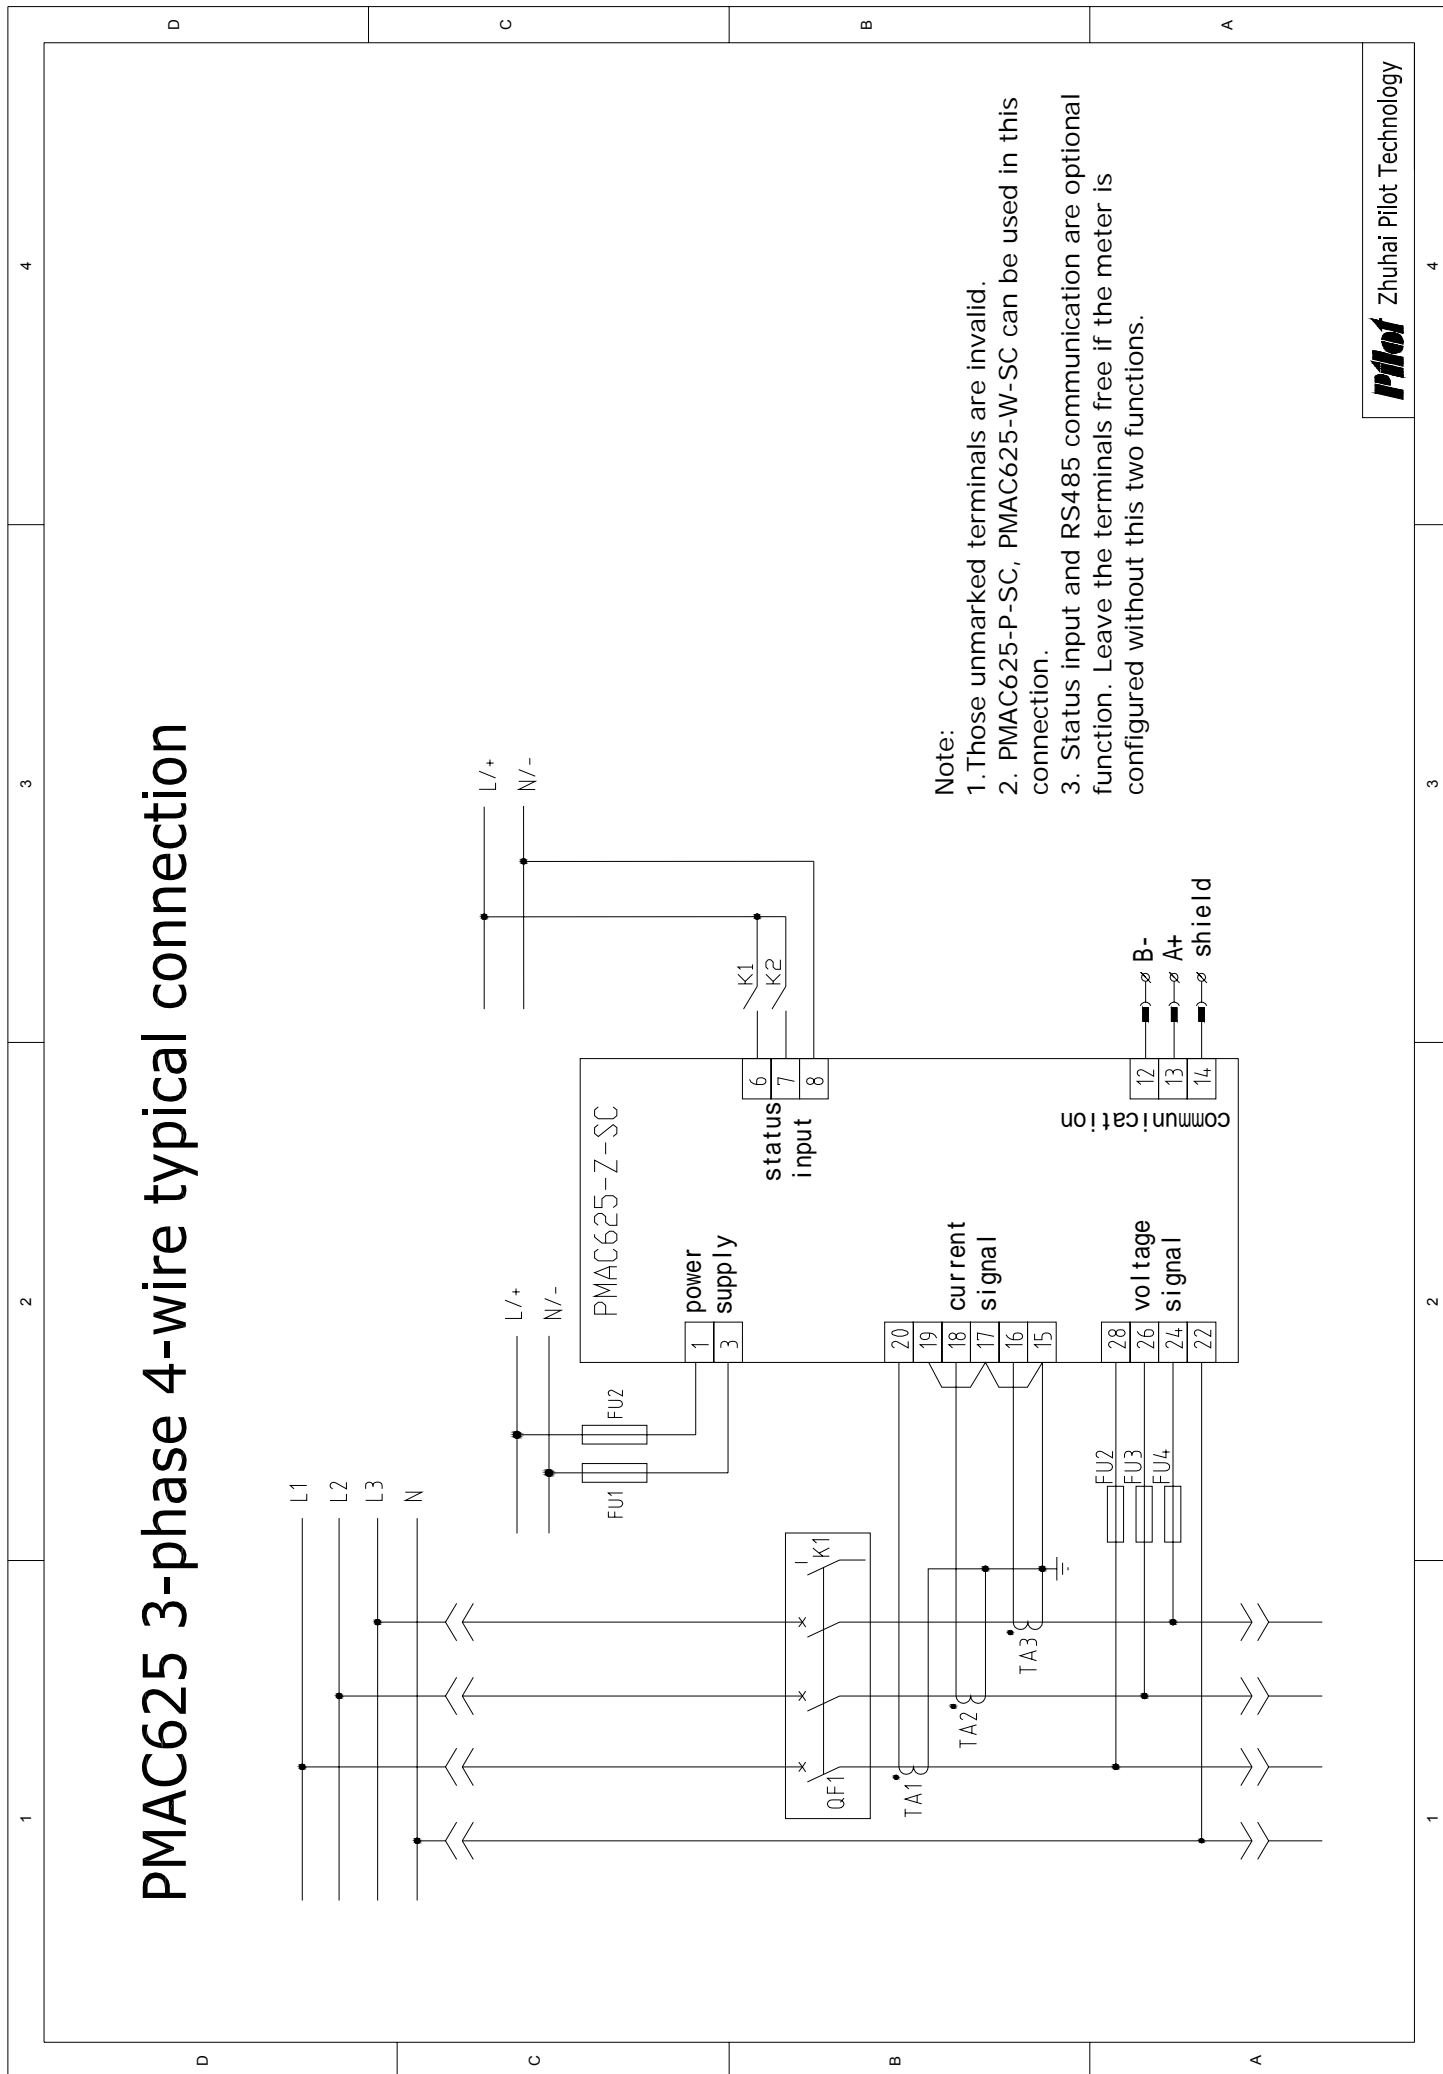 1
2
3
4
D
C
B
A
PMAC625 3-phase 4-wire typical connection
L1
L2
L3
N
L/+
N/-
FU1
FU2
L/+
N/-
PMAC625-Z-SC
1
3
power
supply
status
input
6
7
8
K1
K2
QF1
K1
20
19
18
17
16
15
current
signal
TA1
TA2
TA3
28
26
24
22
voltage
signal
FU2
FU3
FU4
communication
12
13
14
B-
A+
shield
Note:
1.Those unmarked terminals are invalid.
2. PMAC625-P-SC, PMAC625-W-SC can be used in this
connection.
3. Status input and RS485 communication are optional
function. Leave the terminals free if the meter is
configured without this two functions.
Pilot Zhuhai Pilot Technology
D
C
B
A
1
2
3
4